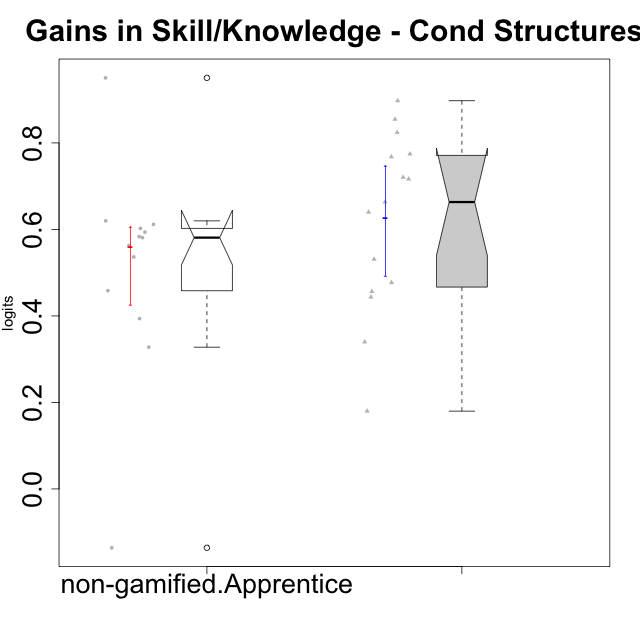 Gains in Skill/Knowledge - Cond Structures
logits
0.8
0.6
0.4
0.2
0.0
non-gamified.Apprentice